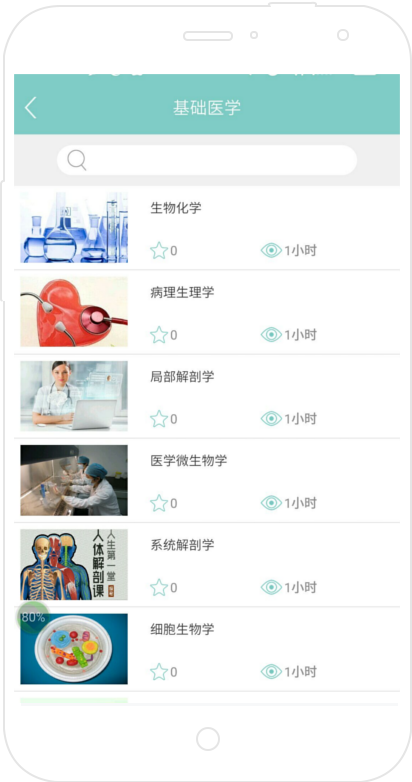 基础医学
生物化学
0
1小时
病理生理学
0
1小时
局部解剖学
0
1小时
医学微生物学
0
1小时
人生第一堂
人体解剖课
系统解剖学
0
1小时
80%
细胞生物学
0
1小时